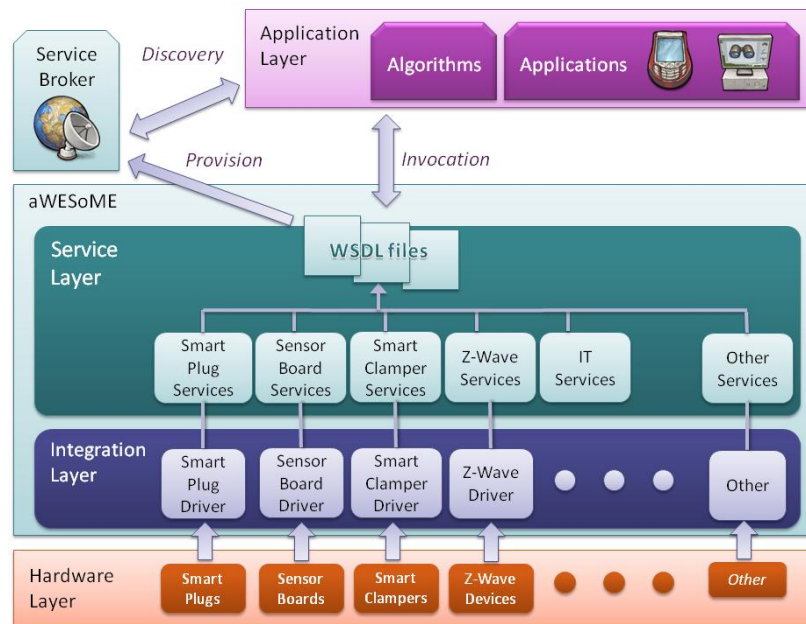 Service
Broker
Discovery
Application
Layer
Algorithms
Applications
Provision
Invocation
aWESoME
Service
Layer
WSDL files
Smart
Plug
Services
Sensor
Board
Services
Smart
Clamper
Services
Z-Wave
Services
IT
Services
Other
Services
Integration
Layer
Smart
Plug
Driver
Sensor
Board
Driver
Smart
Clamper
Driver
Z-Wave
Driver
Other
Hardware
Layer
Smart
Plugs
Sensor
Boards
Smart
Clampers
Z-Wave
Devices
Other